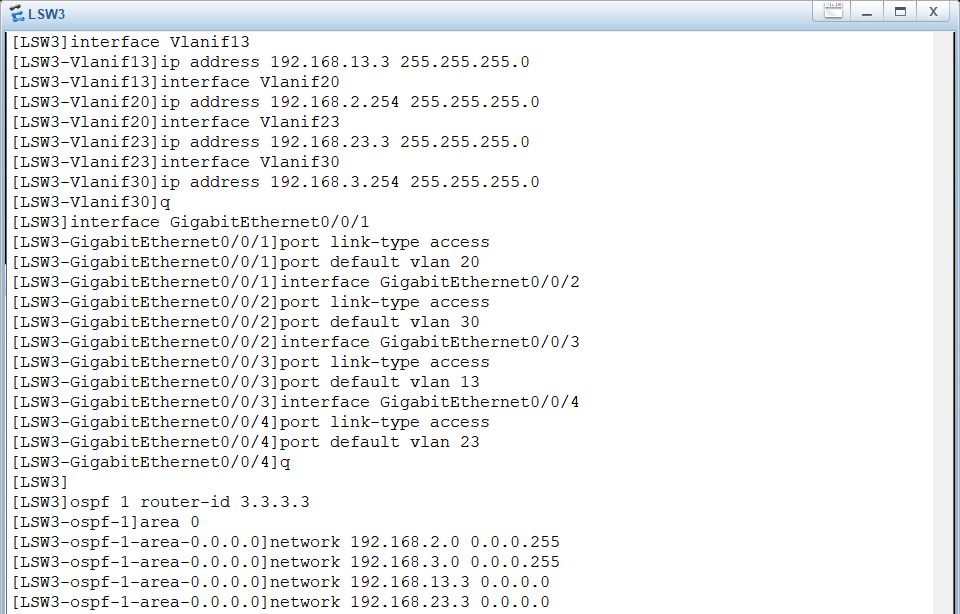 LSW3
[LSW3]interface Vlanif13
[LSW3-Vlanif13]ip address 192.168.13.3 255.255.255.0
[LSW3-Vlanif13]interface Vlanif20
[LSW3-Vlanif20]ip address 192.168.2.254 255.255.255.0
[LSW3-Vlanif20]interface Vlanif23
[LSW3-Vlanif23]ip address 192.168.23.3 255.255.255.0
[LSW3-Vlanif23]interface Vlanif30
[LSW3-Vlanif30]ip address 192.168.3.254 255.255.255.0
[LSW3-Vlanif30]q
[LSW3]interface GigabitEthernet0/0/1
[LSW3-GigabitEthernet0/0/1]port link-type access
[LSW3-GigabitEthernet0/0/1]port default vlan 20
[LSW3-GigabitEthernet0/0/1]interface GigabitEthernet0/0/2
[LSW3-GigabitEthernet0/0/2]port link-type access
[LSW3-GigabitEthernet0/0/2]port default vlan 30
[LSW3-GigabitEthernet0/0/2]interface GigabitEthernet0/0/3
[LSW3-GigabitEthernet0/0/3]port link-type access
[LSW3-GigabitEthernet0/0/3]port default vlan 13
[LSW3-GigabitEthernet0/0/3]interface GigabitEthernet0/0/4
[LSW3-GigabitEthernet0/0/4]port link-type access
[LSW3-GigabitEthernet0/0/4]port default vlan 23
[LSW3-GigabitEthernet0/0/4]q
[LSW3]
[LSW3]ospf 1 router-id 3.3.3.3
[LSW3-ospf-1]area 0
[LSW3-ospf-1-area-0.0.0.0]network 192.168.2.0 0.0.0.255
[LSW3-ospf-1-area-0.0.0.0]network 192.168.3.0 0.0.0.255
[LSW3-ospf-1-area-0.0.0.0]network 192.168.13.3 0.0.0.0
[LSW3-ospf-1-area-0.0.0.0]network 192.168.23.3 0.0.0.0